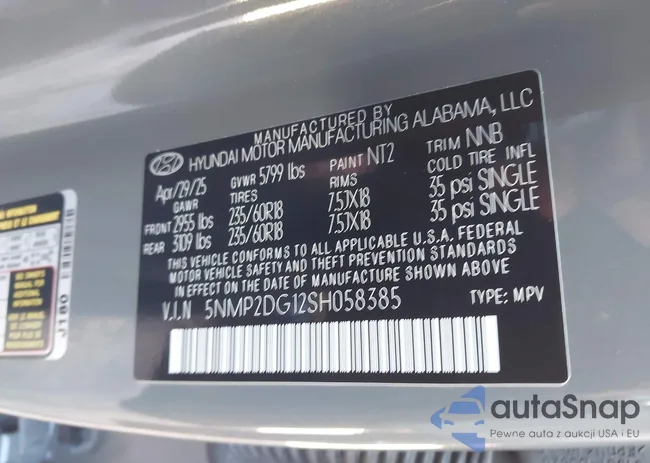 MANUFACTURED BY
HYUNDAI MOTOR MANUFACTURING ALABAMA, LLC
Apr/29/25 GVWR 5799 lbs PAINT NT2 TRIM NNB
GAWR TIRES RIMS COLD TIRE INFL
FRONT 2955 lbs 235/60R18 7.5JX18 35 psi SINGLE
REAR 3109 lbs 235/60R18 7.5JX18 35 psi SINGLE
THIS VEHICLE CONFORMS TO ALL APPLICABLE U.S.A. FEDERAL
MOTOR VEHICLE SAFETY AND THEFT PREVENTION STANDARDS
IN EFFECT ON THE DATE OF MANUFACTURE SHOWN ABOVE
V.I.N 5NMP2DG12SH058385 TYPE: MPV
J180
autaSnap
Pewne auta z aukcji USA i EU